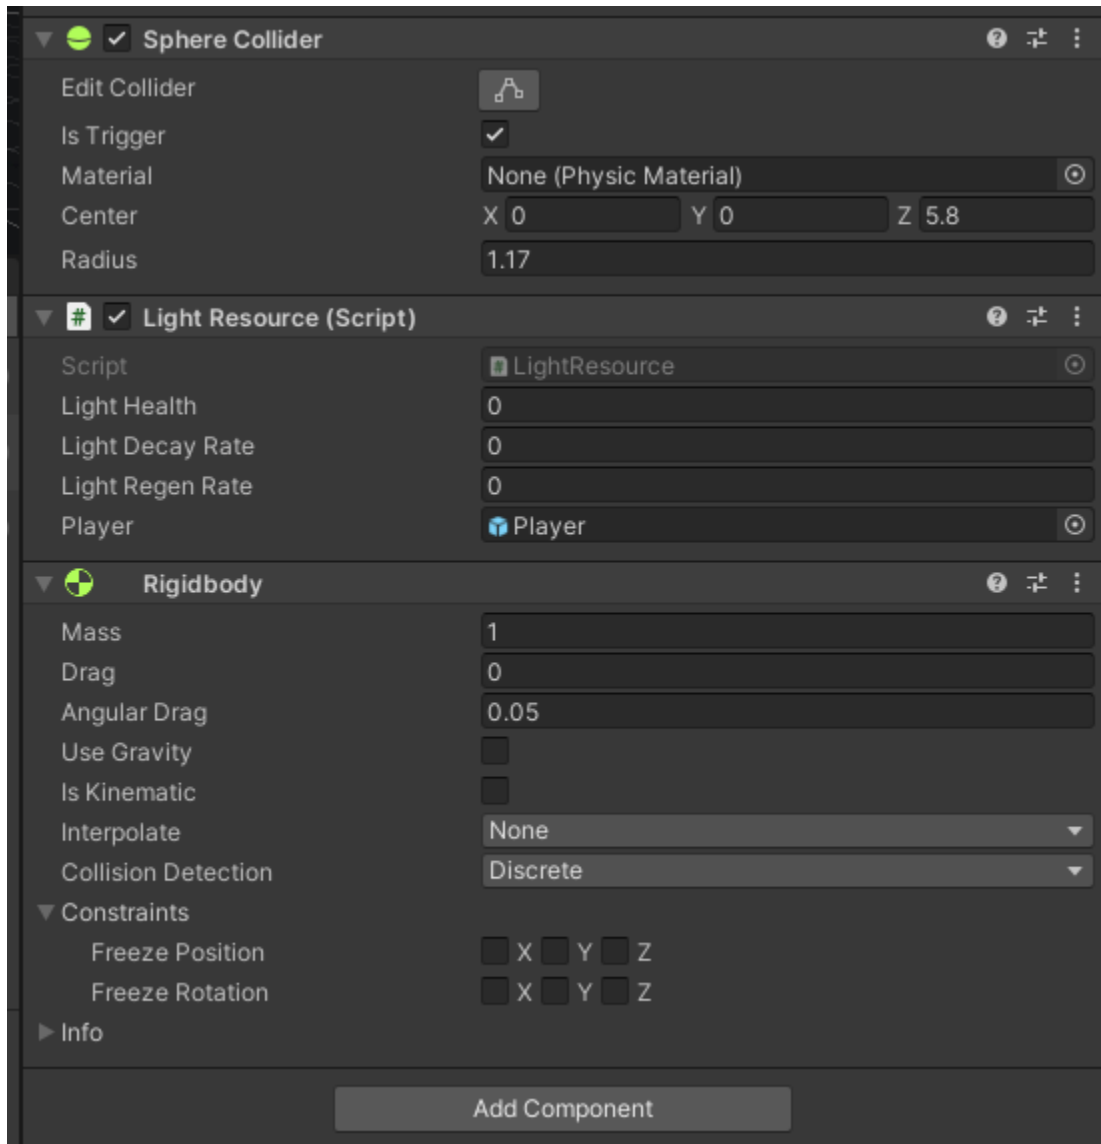 Sphere Collider
Edit Collider
Is Trigger
Material None (Physic Material)
Center X 0 Y 0 Z 5.8
Radius 1.17
# Light Resource (Script)
Script # LightResource
Light Health 0
Light Decay Rate 0
Light Regen Rate 0
Player Player
Rigidbody
Mass 1
Drag 0
Angular Drag 0.05
Use Gravity
Is Kinematic
Interpolate None
Collision Detection Discrete
Constraints
Freeze Position X Y Z
Freeze Rotation X Y Z
Info
Add Component